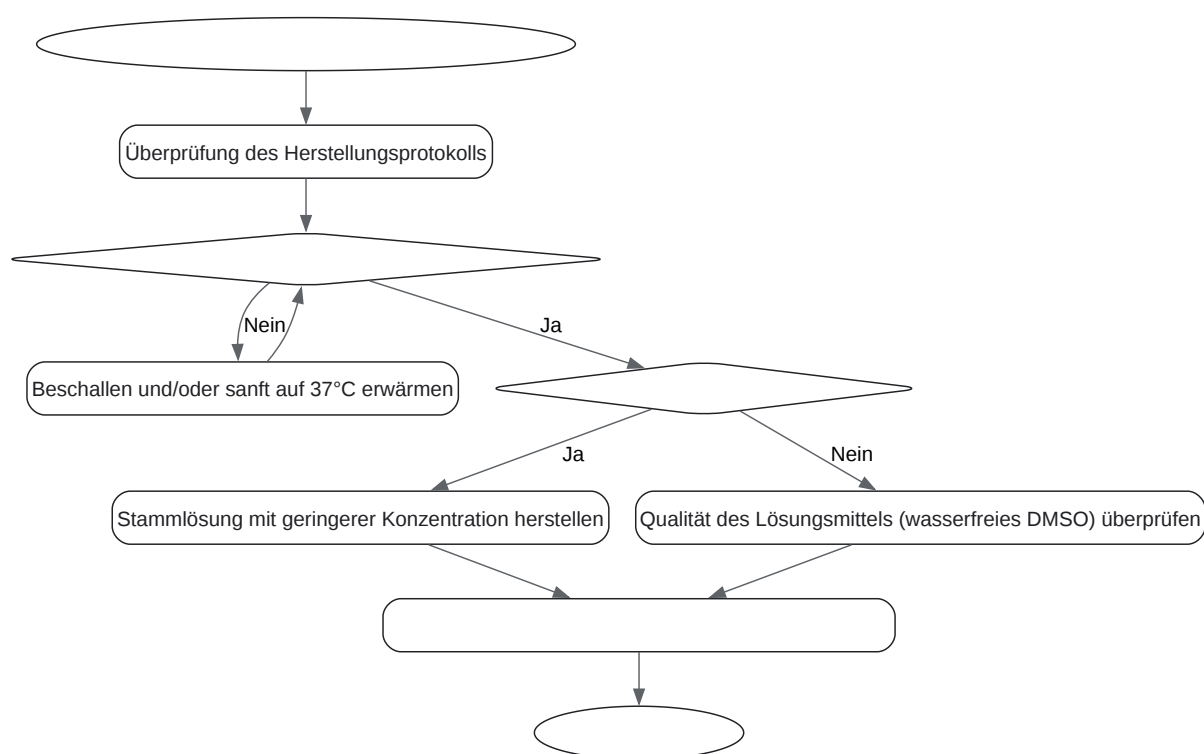 Überprüfung des Herstellungsprotokolls
Nein
Ja
Beschallen und/oder sanft auf 37°C erwärmen
Ja
Nein
Stammlösung mit geringerer Konzentration herstellen
Qualität des Lösungsmittels (wasserfreies DMSO) überprüfen